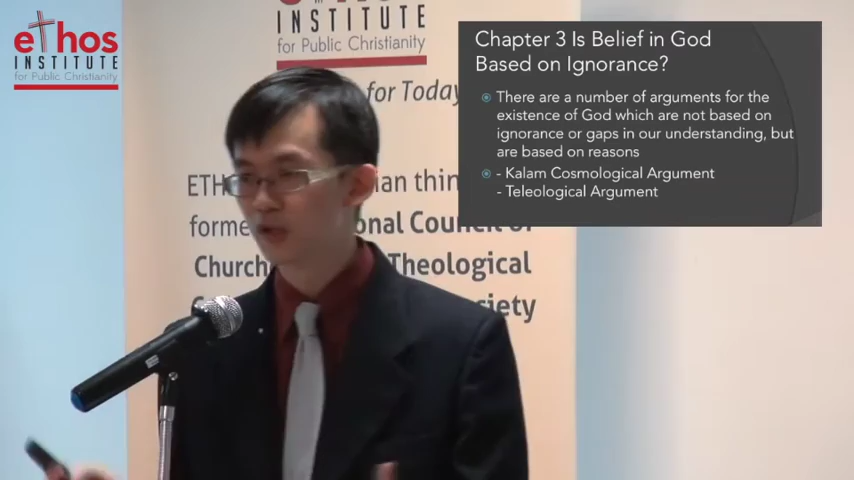 ethos
INSTITUTE
for Public Christianity
INSTITUTE
for Public Christianity
for Today
ETH ian thin
forme onal Council of
Church Theological
ciety
Chapter 3 Is Belief in God
Based on Ignorance?
There are a number of arguments for the
existence of God which are not based on
ignorance or gaps in our understanding, but
are based on reasons
- Kalam Cosmological Argument
- Teleological Argument